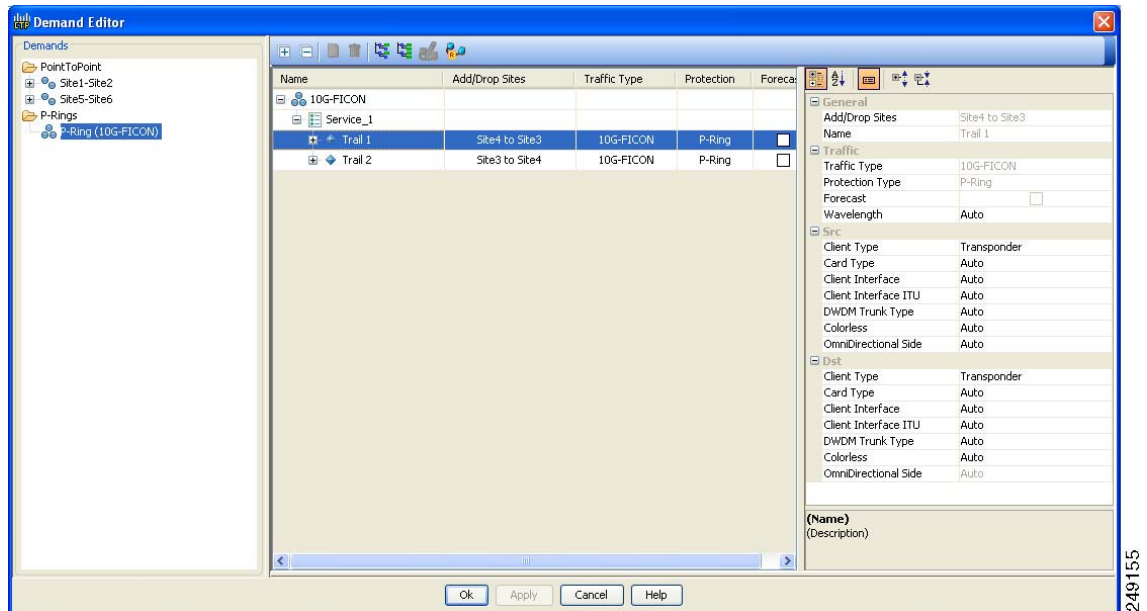 CTP Demand Editor
Demands
PointToPoint
Site1-Site2
Site5-Site6
P-Rings
P-Ring (10G-FICON)
Name Add/Drop Sites Traffic Type Protection Forecas
10G-FICON
Service_1
Trail 1 Site4 to Site3 10G-FICON P-Ring
Trail 2 Site3 to Site4 10G-FICON P-Ring
General
Add/Drop Sites Site4 to Site3
Name Trail 1
Traffic
Traffic Type 10G-FICON
Protection Type P-Ring
Forecast
Wavelength Auto
Src
Client Type Transponder
Card Type Auto
Client Interface Auto
Client Interface ITU Auto
DWDM Trunk Type Auto
Colorless Auto
OmniDirectional Side Auto
Dst
Client Type Transponder
Card Type Auto
Client Interface Auto
Client Interface ITU Auto
DWDM Trunk Type Auto
Colorless Auto
OmniDirectional Side Auto
(Name)
(Description)
Ok Apply Cancel Help
249155